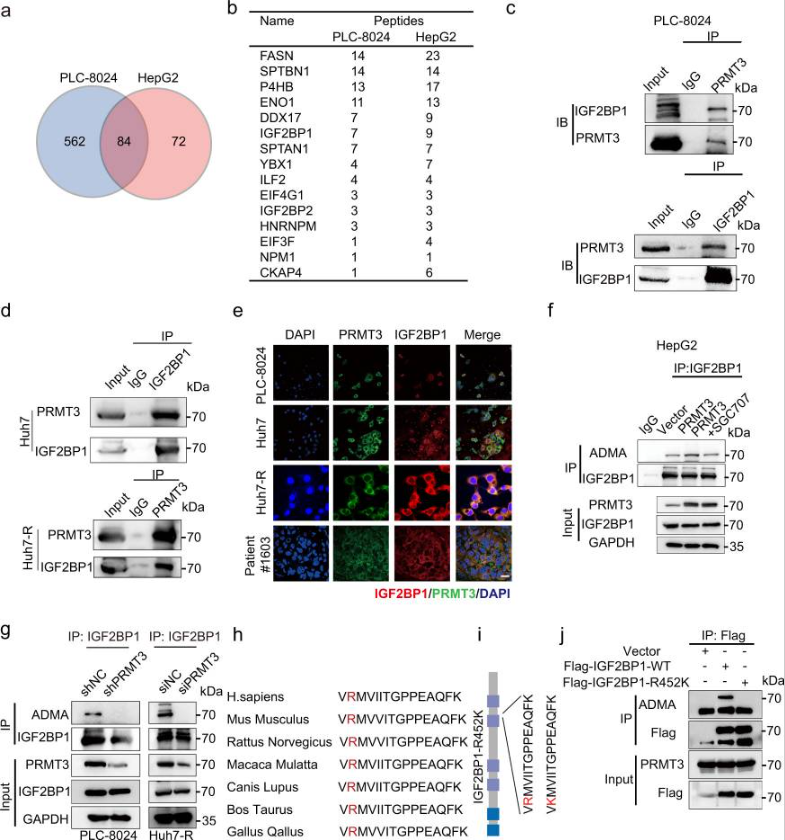 a
PLC-8024 HepG2
562 84 72
b
Name Peptides
PLC-8024 HepG2
FASN 14 23
SPTBN1 14 14
P4HB 13 17
ENO1 11 13
DDX17 7 9
IGF2BP1 7 9
SPTAN1 7 7
YBX1 4 7
ILF2 4 4
EIF4G1 3 3
IGF2BP2 3 3
HNRNPM 3 3
EIF3F 1 4
NPM1 1 1
CKAP4 1 6
c
PLC-8024
IP
Input IgG PRMT3 kDa
IB
IGF2BP1 -70
PRMT3 -70
IP
Input IgG IGF2BP1 kDa
IB
PRMT3 -70
IGF2BP1 -70
d
IP
Input IgG IGF2BP1 kDa
Huh7
PRMT3 -70
IGF2BP1 -70
IP
Input IgG PRMT3 kDa
Huh7-R
PRMT3 -70
IGF2BP1 -70
e
DAPI PRMT3 IGF2BP1 Merge
PLC-8024
Huh7
Huh7-R
Patient
#1603
IGF2BP1/PRMT3/DAPI
f
HepG2
IP:IGF2BP1
IgG Vector PRMT3 PRMT3
+SGC707
kDa
IP
ADMA -70
IGF2BP1 -70
Input
PRMT3 -70
IGF2BP1 -70
GAPDH -35
g
IP: IGF2BP1 IP: IGF2BP1
shNC shPRMT3 siNC siPRMT3 kDa
IP
ADMA 70
IGF2BP1 70
Input
PRMT3 70
IGF2BP1 70
GAPDH 35
PLC-8024 Huh7-R
h
H.sapiens VRMVIITGPPEAQFK
Mus Musculus VRMVIITGPPEAQFK
Rattus Norvegicus VRMVVITGPPEAQFK
Macaca Mulatta VRMVIITGPPEAQFK
Canis Lupus VRMVIITGPPEAQFK
Bos Taurus VRMVIITGPPEAQFK
Gallus Qallus VRMVIITGPPEAQFK
i
IGF2BP1-R452K
VRMVIITGPPEAQFK
VKMVIITGPPEAQFK
j
IP: Flag
Vector + - -
Flag-IGF2BP1-WT - + -
Flag-IGF2BP1-R452K - - + kDa
IP
ADMA -70
Flag -70
Input
PRMT3 -70
Flag -70